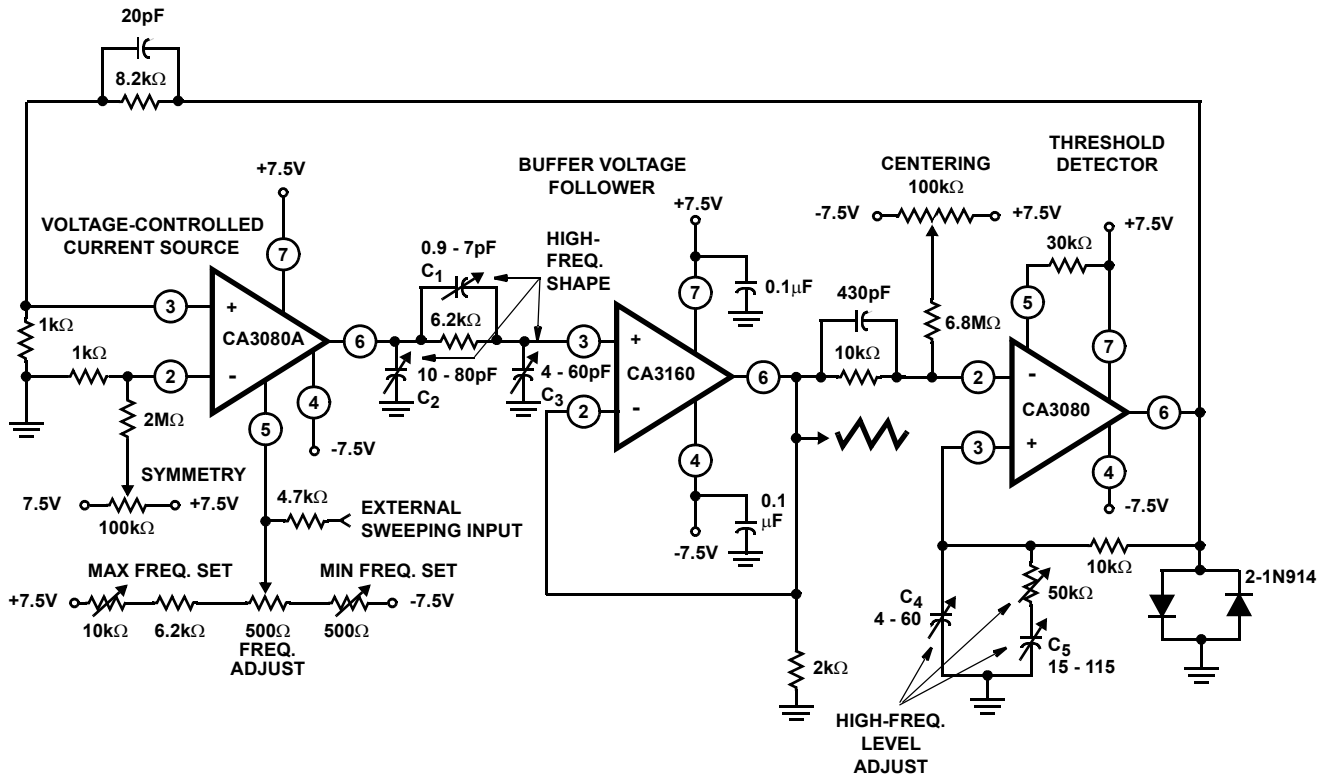 20pF
8.2kΩ
+7.5V
VOLTAGE-CONTROLLED
CURRENT SOURCE
7
3
+
CA3080A
6
1kΩ
1kΩ
2
-
4
5
-7.5V
2MΩ
SYMMETRY
7.5V
+7.5V
100kΩ
4.7kΩ
EXTERNAL
SWEEPING INPUT
MAX FREQ. SET
MIN FREQ. SET
+7.5V
-7.5V
10kΩ
6.2kΩ
500Ω
500Ω
FREQ.
ADJUST
0.9 - 7pF
C1
6.2kΩ
HIGH-
FREQ.
SHAPE
10 - 80pF
C2
4 - 60pF
C3
BUFFER VOLTAGE
FOLLOWER
+7.5V
7
0.1µF
3
+
CA3160
6
2
-
4
0.1
µF
-7.5V
2kΩ
430pF
10kΩ
CENTERING
100kΩ
-7.5V
+7.5V
6.8MΩ
THRESHOLD
DETECTOR
+7.5V
30kΩ
5
7
2
-
CA3080
6
3
+
4
-7.5V
10kΩ
2-1N914
C4
4 - 60
50kΩ
C5
15 - 115
HIGH-FREQ.
LEVEL
ADJUST